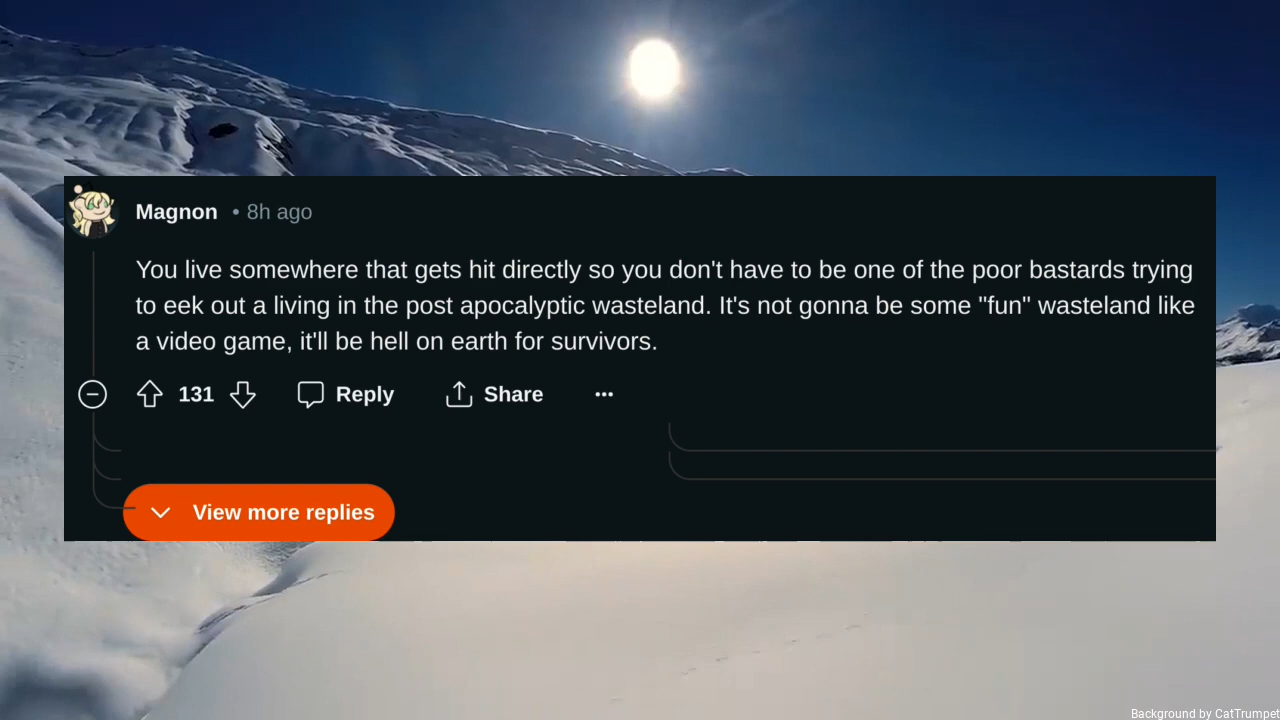 Magnon • 8h ago
You live somewhere that gets hit directly so you don't have to be one of the poor bastards trying
to eek out a living in the post apocalyptic wasteland. It's not gonna be some "fun" wasteland like
a video game, it'll be hell on earth for survivors.
131 Reply Share ...
View more replies
Background by CatTrumpet